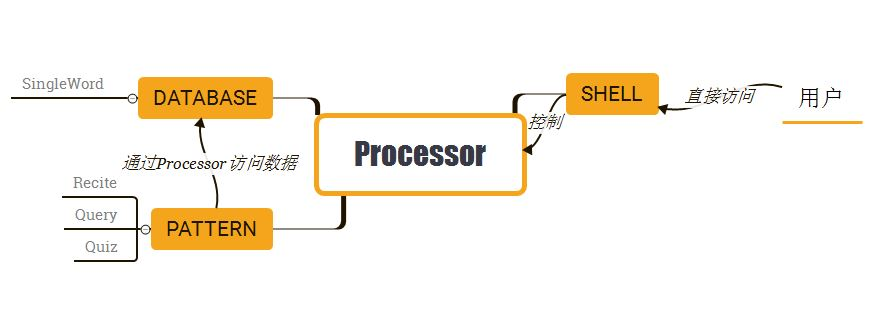 SingleWord
DATABASE
SHELL
直接访问
用户
控制
Processor
通过Processor访问数据
Recite
Query
Quiz
PATTERN